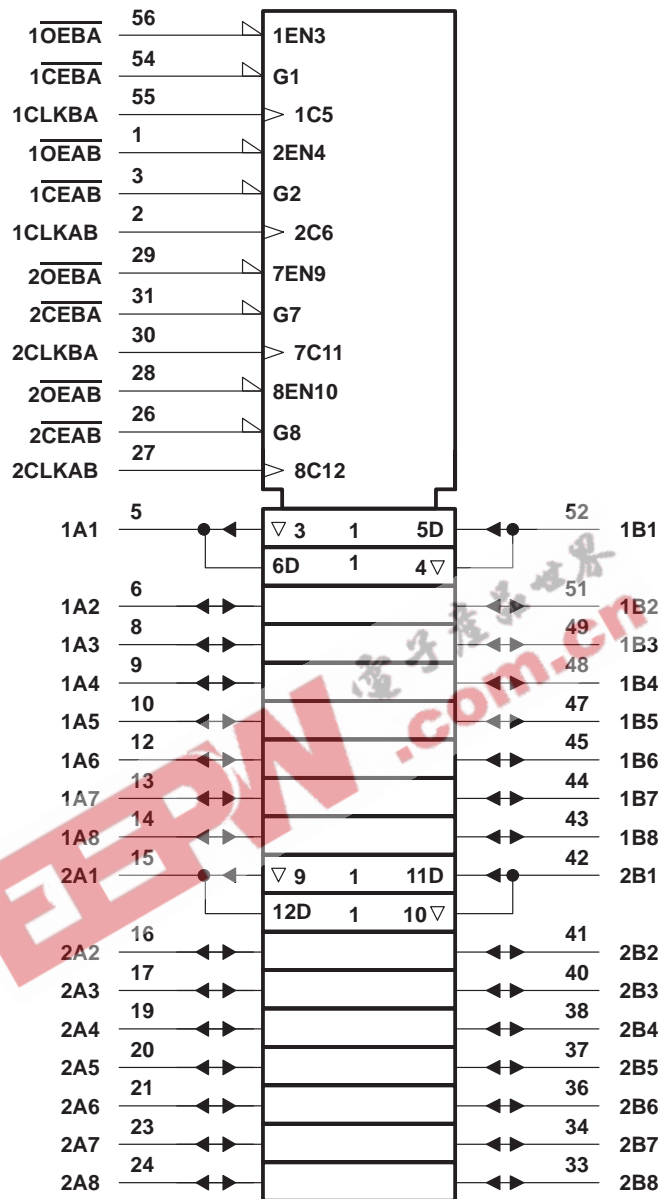 1OEBA 56 1EN3
1CEBA 54 G1
1CLKBA 55 1C5
1OEAB 1 2EN4
1CEAB 3 G2
1CLKAB 2 2C6
2OEBA 29 7EN9
2CEBA 31 G7
2CLKBA 30 7C11
2OEAB 28 8EN10
2CEAB 26 G8
2CLKAB 27 8C12
1A1 5 ▽ 3 1 5D 52 1B1
6D 1 4 ▽
1A2 6 51 1B2
1A3 8 49 1B3
1A4 9 48 1B4
1A5 10 47 1B5
1A6 12 45 1B6
1A7 13 44 1B7
1A8 14 43 1B8
2A1 15 ▽ 9 1 11D 42 2B1
12D 1 10 ▽
2A2 16 41 2B2
2A3 17 40 2B3
2A4 19 38 2B4
2A5 20 37 2B5
2A6 21 36 2B6
2A7 23 34 2B7
2A8 24 33 2B8
EEPW
.com.cn
電子產品世界